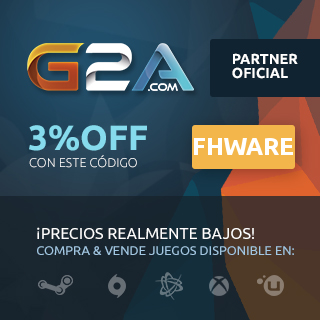 G2A
.COM
PARTNER
OFICIAL
3%OFF
CON ESTE CÓDIGO
FHWARE
¡PRECIOS REALMENTE BAJOS!
COMPRA & VENDE JUEGOS DISPONIBLE EN: